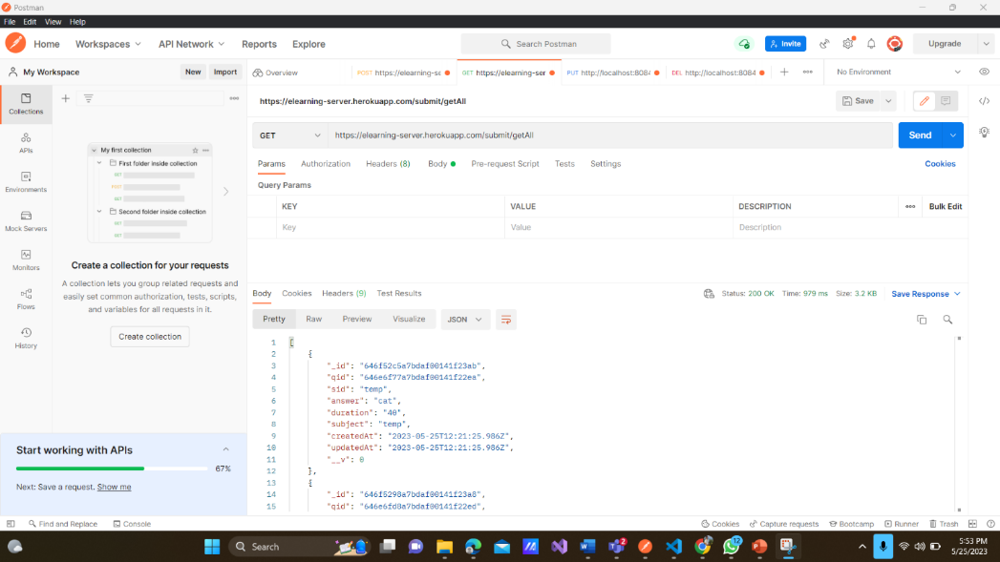 Postman
File Edit View Help
Home Workspaces API Network Reports Explore Search Postman Invite Upgrade
My Workspace New Import
Overview POST https://elearning-se GET https://elearning-ser PUT http://localhost:8084 DEL http://localhost:8084 No Environment
Collections
APIs
Environments
Mock Servers
Monitors
Flows
History
My first collection
First folder inside collection
GET
POST
GET
Second folder inside collection
GET
GET
Create a collection for your requests
A collection lets you group related requests and
easily set common authorization, tests, scripts,
and variables for all requests in it.
Create collection
Start working with APIs
67%
Next: Save a request. Show me
https://elearning-server.herokuapp.com/submit/getAll Save
GET https://elearning-server.herokuapp.com/submit/getAll Send
Params Authorization Headers (8) Body Pre-request Script Tests Settings Cookies
Query Params
KEY VALUE DESCRIPTION Bulk Edit
Key Value Description
Body Cookies Headers (9) Test Results Status: 200 OK Time: 979 ms Size: 3.2 KB Save Response
Pretty Raw Preview Visualize JSON
1 [
2 {
3 "_id": "646f52c5a7bdaf00141f23ab",
4 "qid": "646e6f77a7bdaf00141f22ea",
5 "sid": "temp",
6 "answer": "cat",
7 "duration": "40",
8 "subject": "temp",
9 "createdAt": "2023-05-25T12:21:25.986Z",
10 "updatedAt": "2023-05-25T12:21:25.986Z",
11 "__v": 0
12 },
13 {
14 "_id": "646f5298a7bdaf00141f23a8",
15 "qid": "646e6fd8a7bdaf00141f22ed",
Find and Replace Console Cookies Capture requests Bootcamp Runner Trash
Search 2 12 5:53 PM
5/25/2023